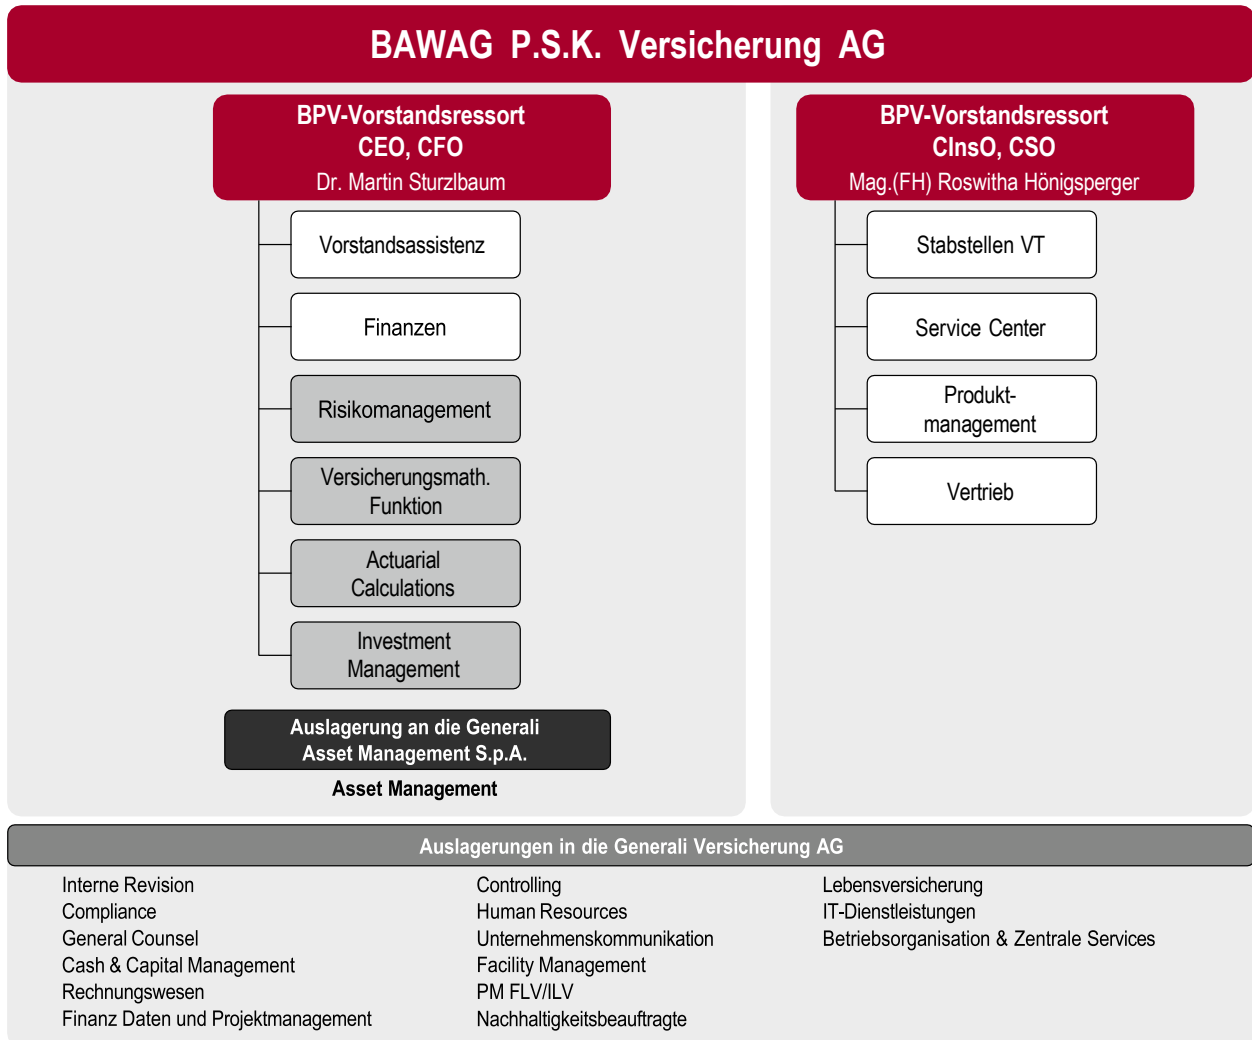 BAWAG P.S.K. Versicherung AG
BPV-Vorstandsressort
CEO, CFO
Dr. Martin Sturzlbaum
Vorstandsassistenz
Finanzen
Risikomanagement
Versicherungsmath.
Funktion
Actuarial
Calculations
Investment
Management
Auslagerung an die Generali
Asset Management S.p.A.
Asset Management
BPV-Vorstandsressort
CInsO, CSO
Mag.(FH) Roswitha Hönigsperger
Stabstellen VT
Service Center
Produkt-
management
Vertrieb
Auslagerungen in die Generali Versicherung AG
Interne Revision
Compliance
General Counsel
Cash & Capital Management
Rechnungswesen
Finanz Daten und Projektmanagement
Controlling
Human Resources
Unternehmenskommunikation
Facility Management
PM FLV/ILV
Nachhaltigkeitsbeauftragte
Lebensversicherung
IT-Dienstleistungen
Betriebsorganisation & Zentrale Services